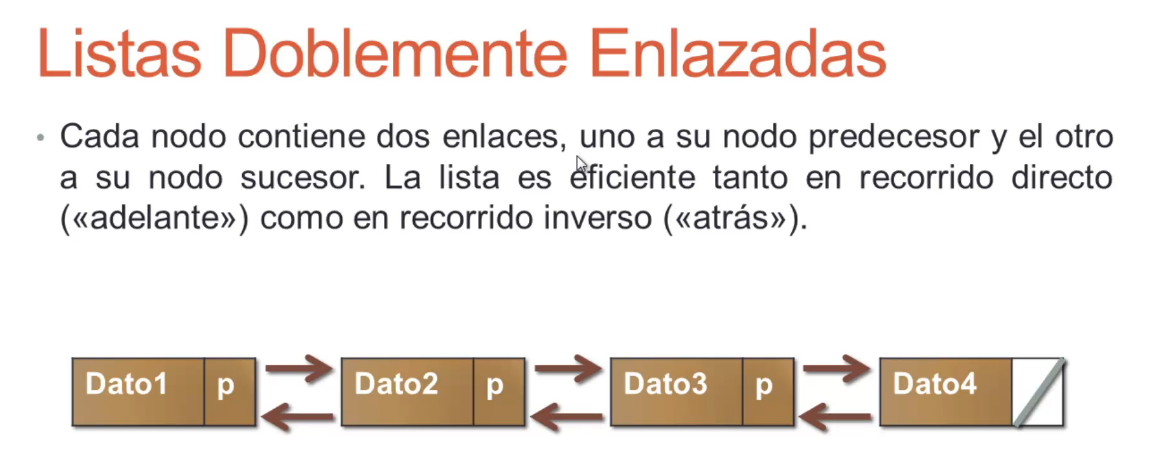 Listas Doblemente Enlazadas
• Cada nodo contiene dos enlaces, uno a su nodo predecesor y el otro
a su nodo sucesor. La lista es eficiente tanto en recorrido directo
(«adelante») como en recorrido inverso («atrás»).
Dato1 p Dato2 p Dato3 p Dato4